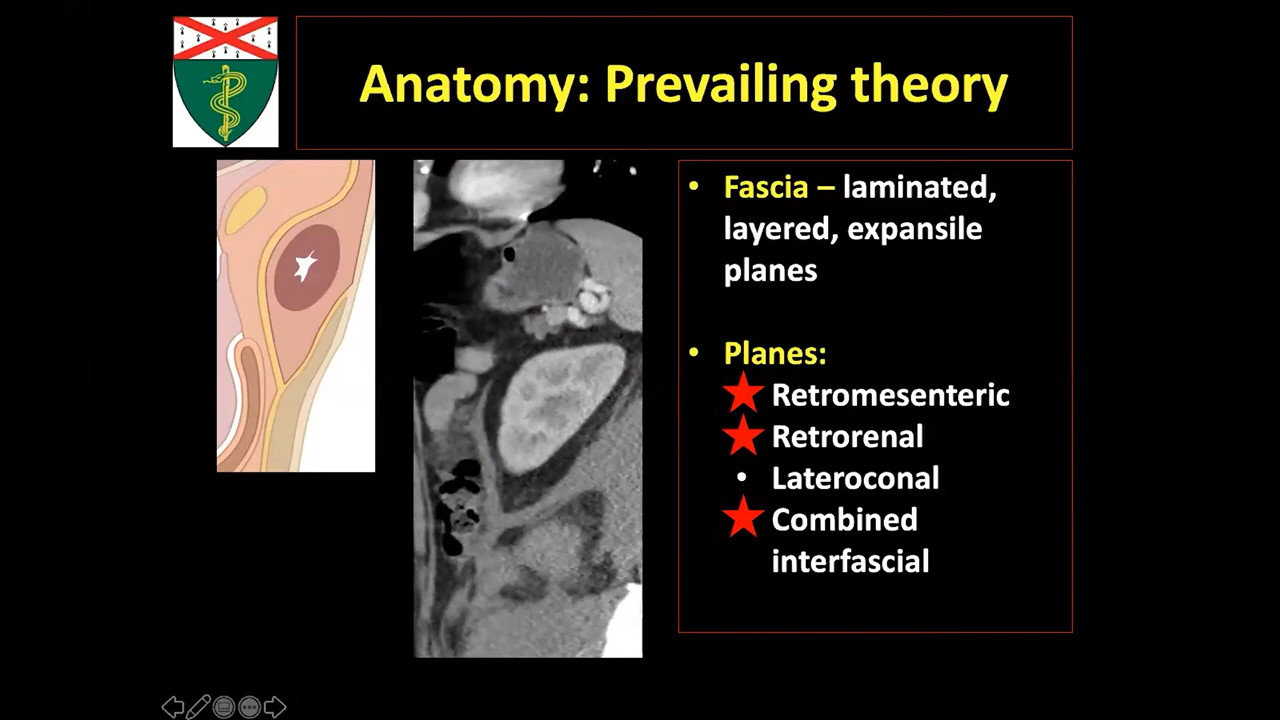 Anatomy: Prevailing theory
• Fascia – laminated,
layered, expansile
planes
• Planes:
Retromesenteric
Retrorenal
• Lateroconal
Combined
interfascial